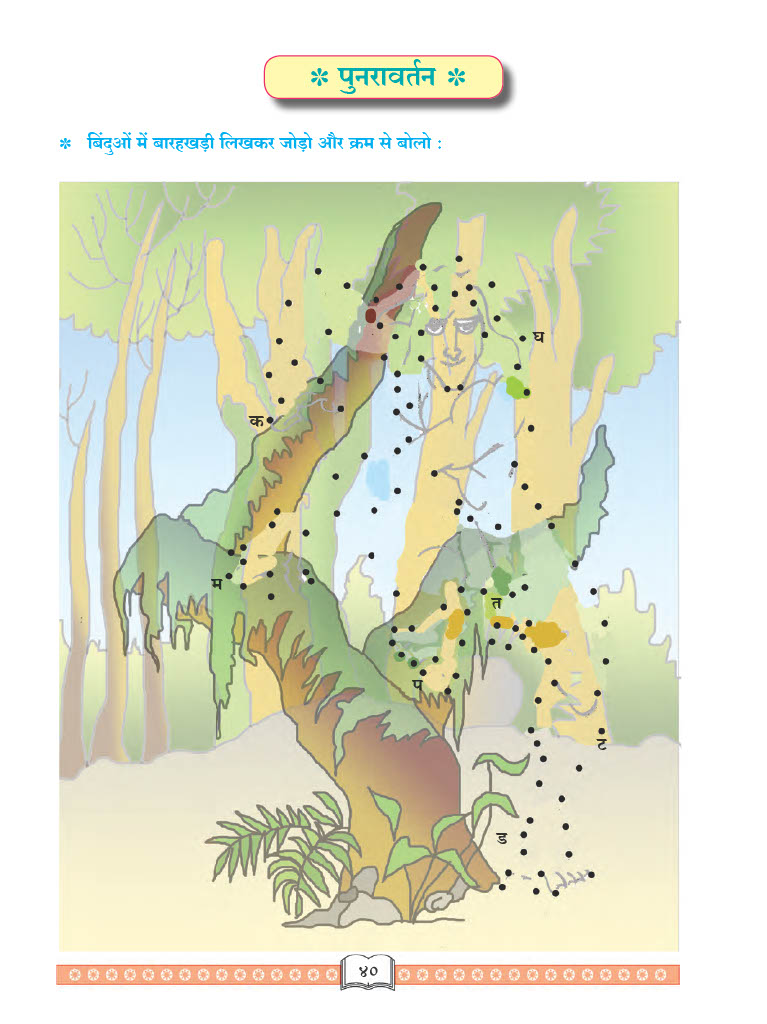 * पुनरावर्तन *
* बिंदुओं में बारहखड़ी लिखकर जोड़ो और क्रम से बोलो :
घ
क
म
त
प
ट
ड
४०